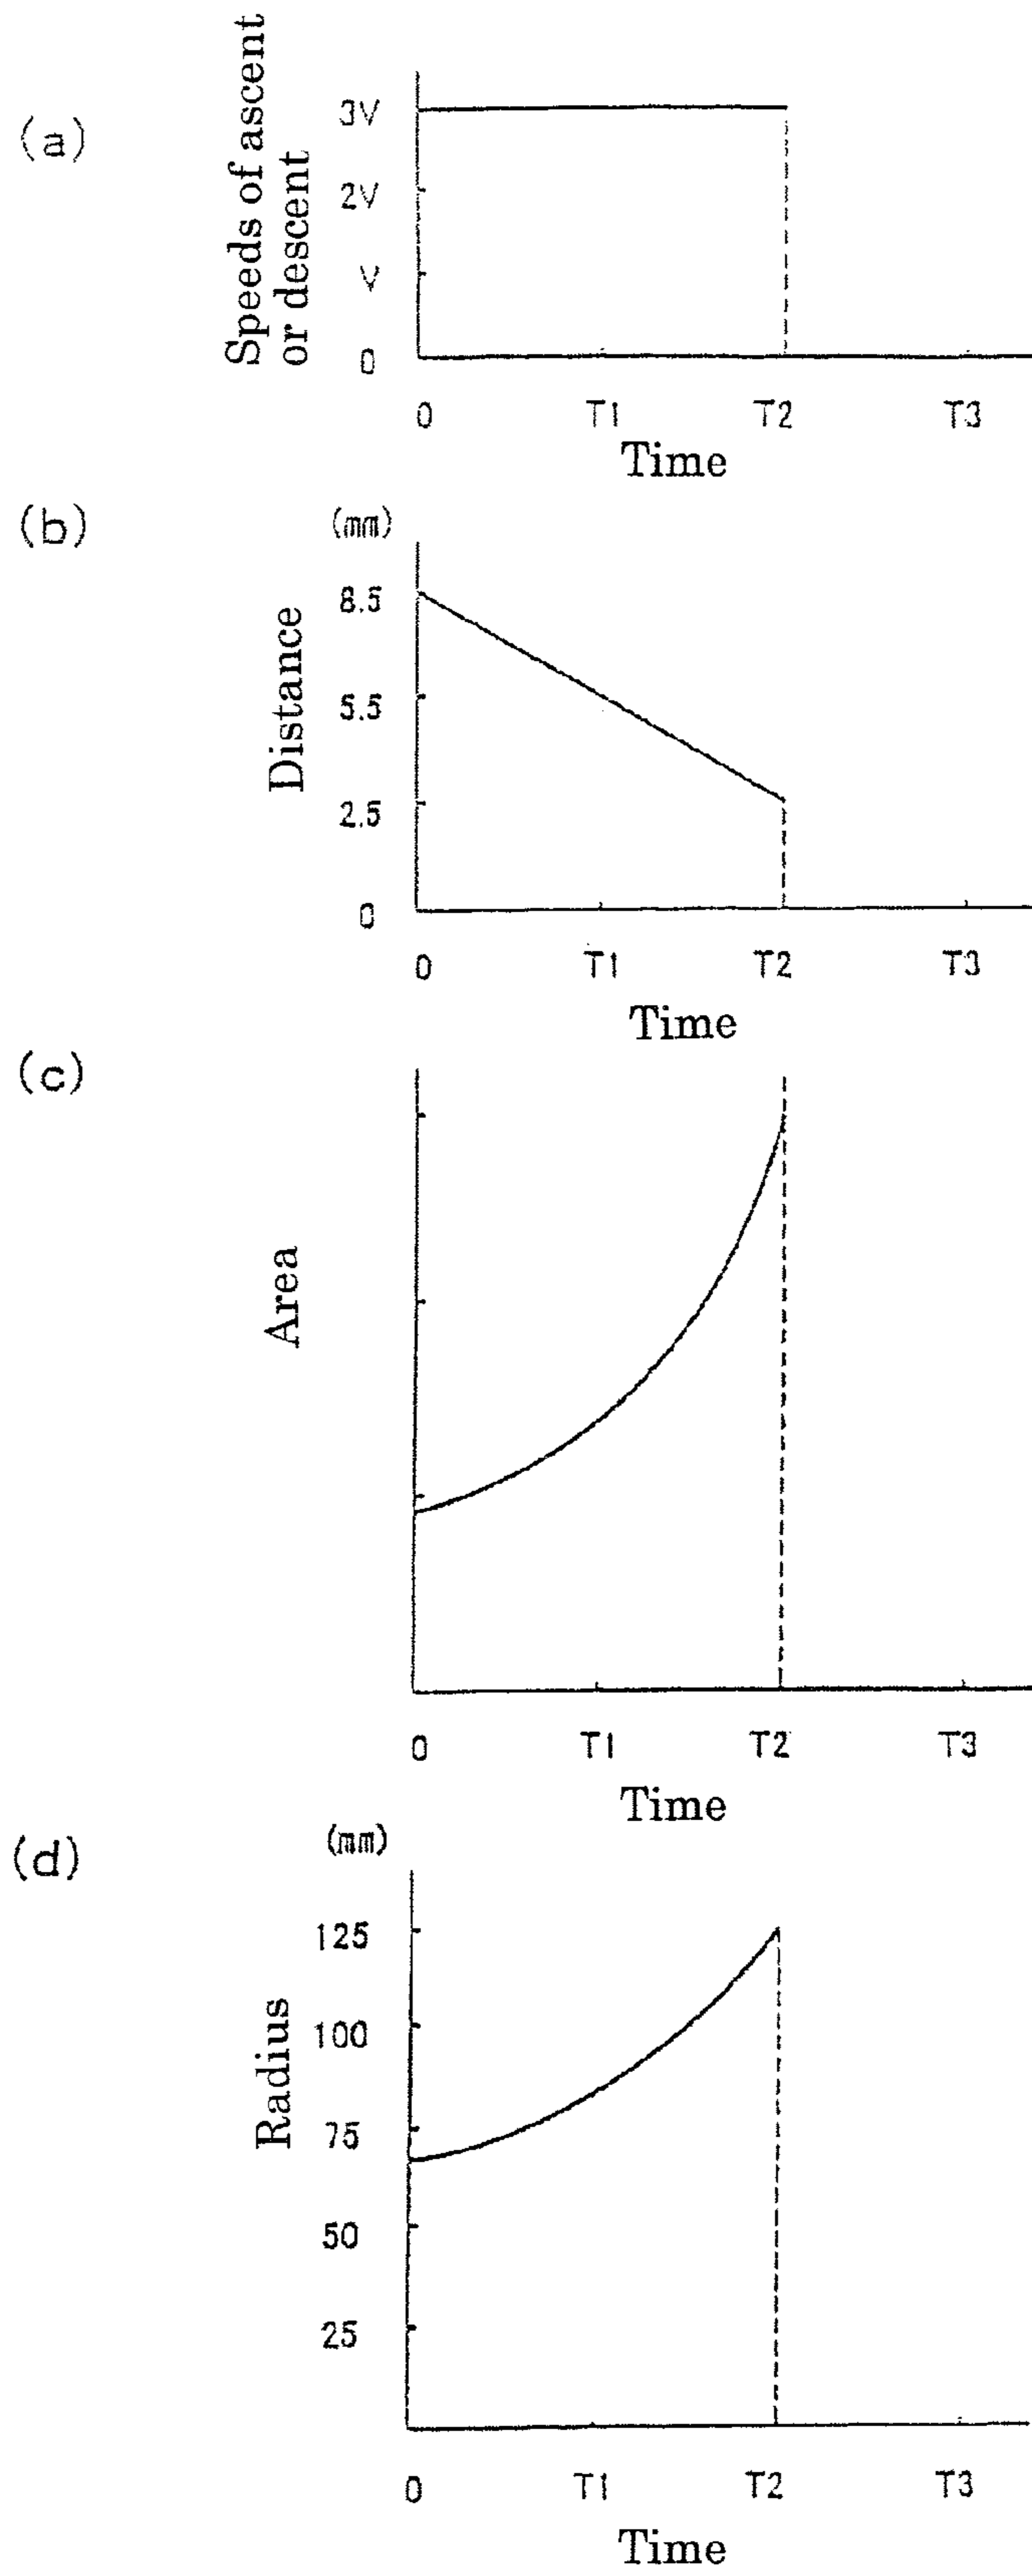 (a)
Speeds of ascent
or descent
3V
2V
V
0
0 T1 T2 T3
Time
(b)
(mm)
Distance
8.5
5.5
2.5
0
0 T1 T2 T3
Time
(c)
Area
0 T1 T2 T3
Time
(d)
(mm)
Radius
125
100
75
50
25
0 T1 T2 T3
Time